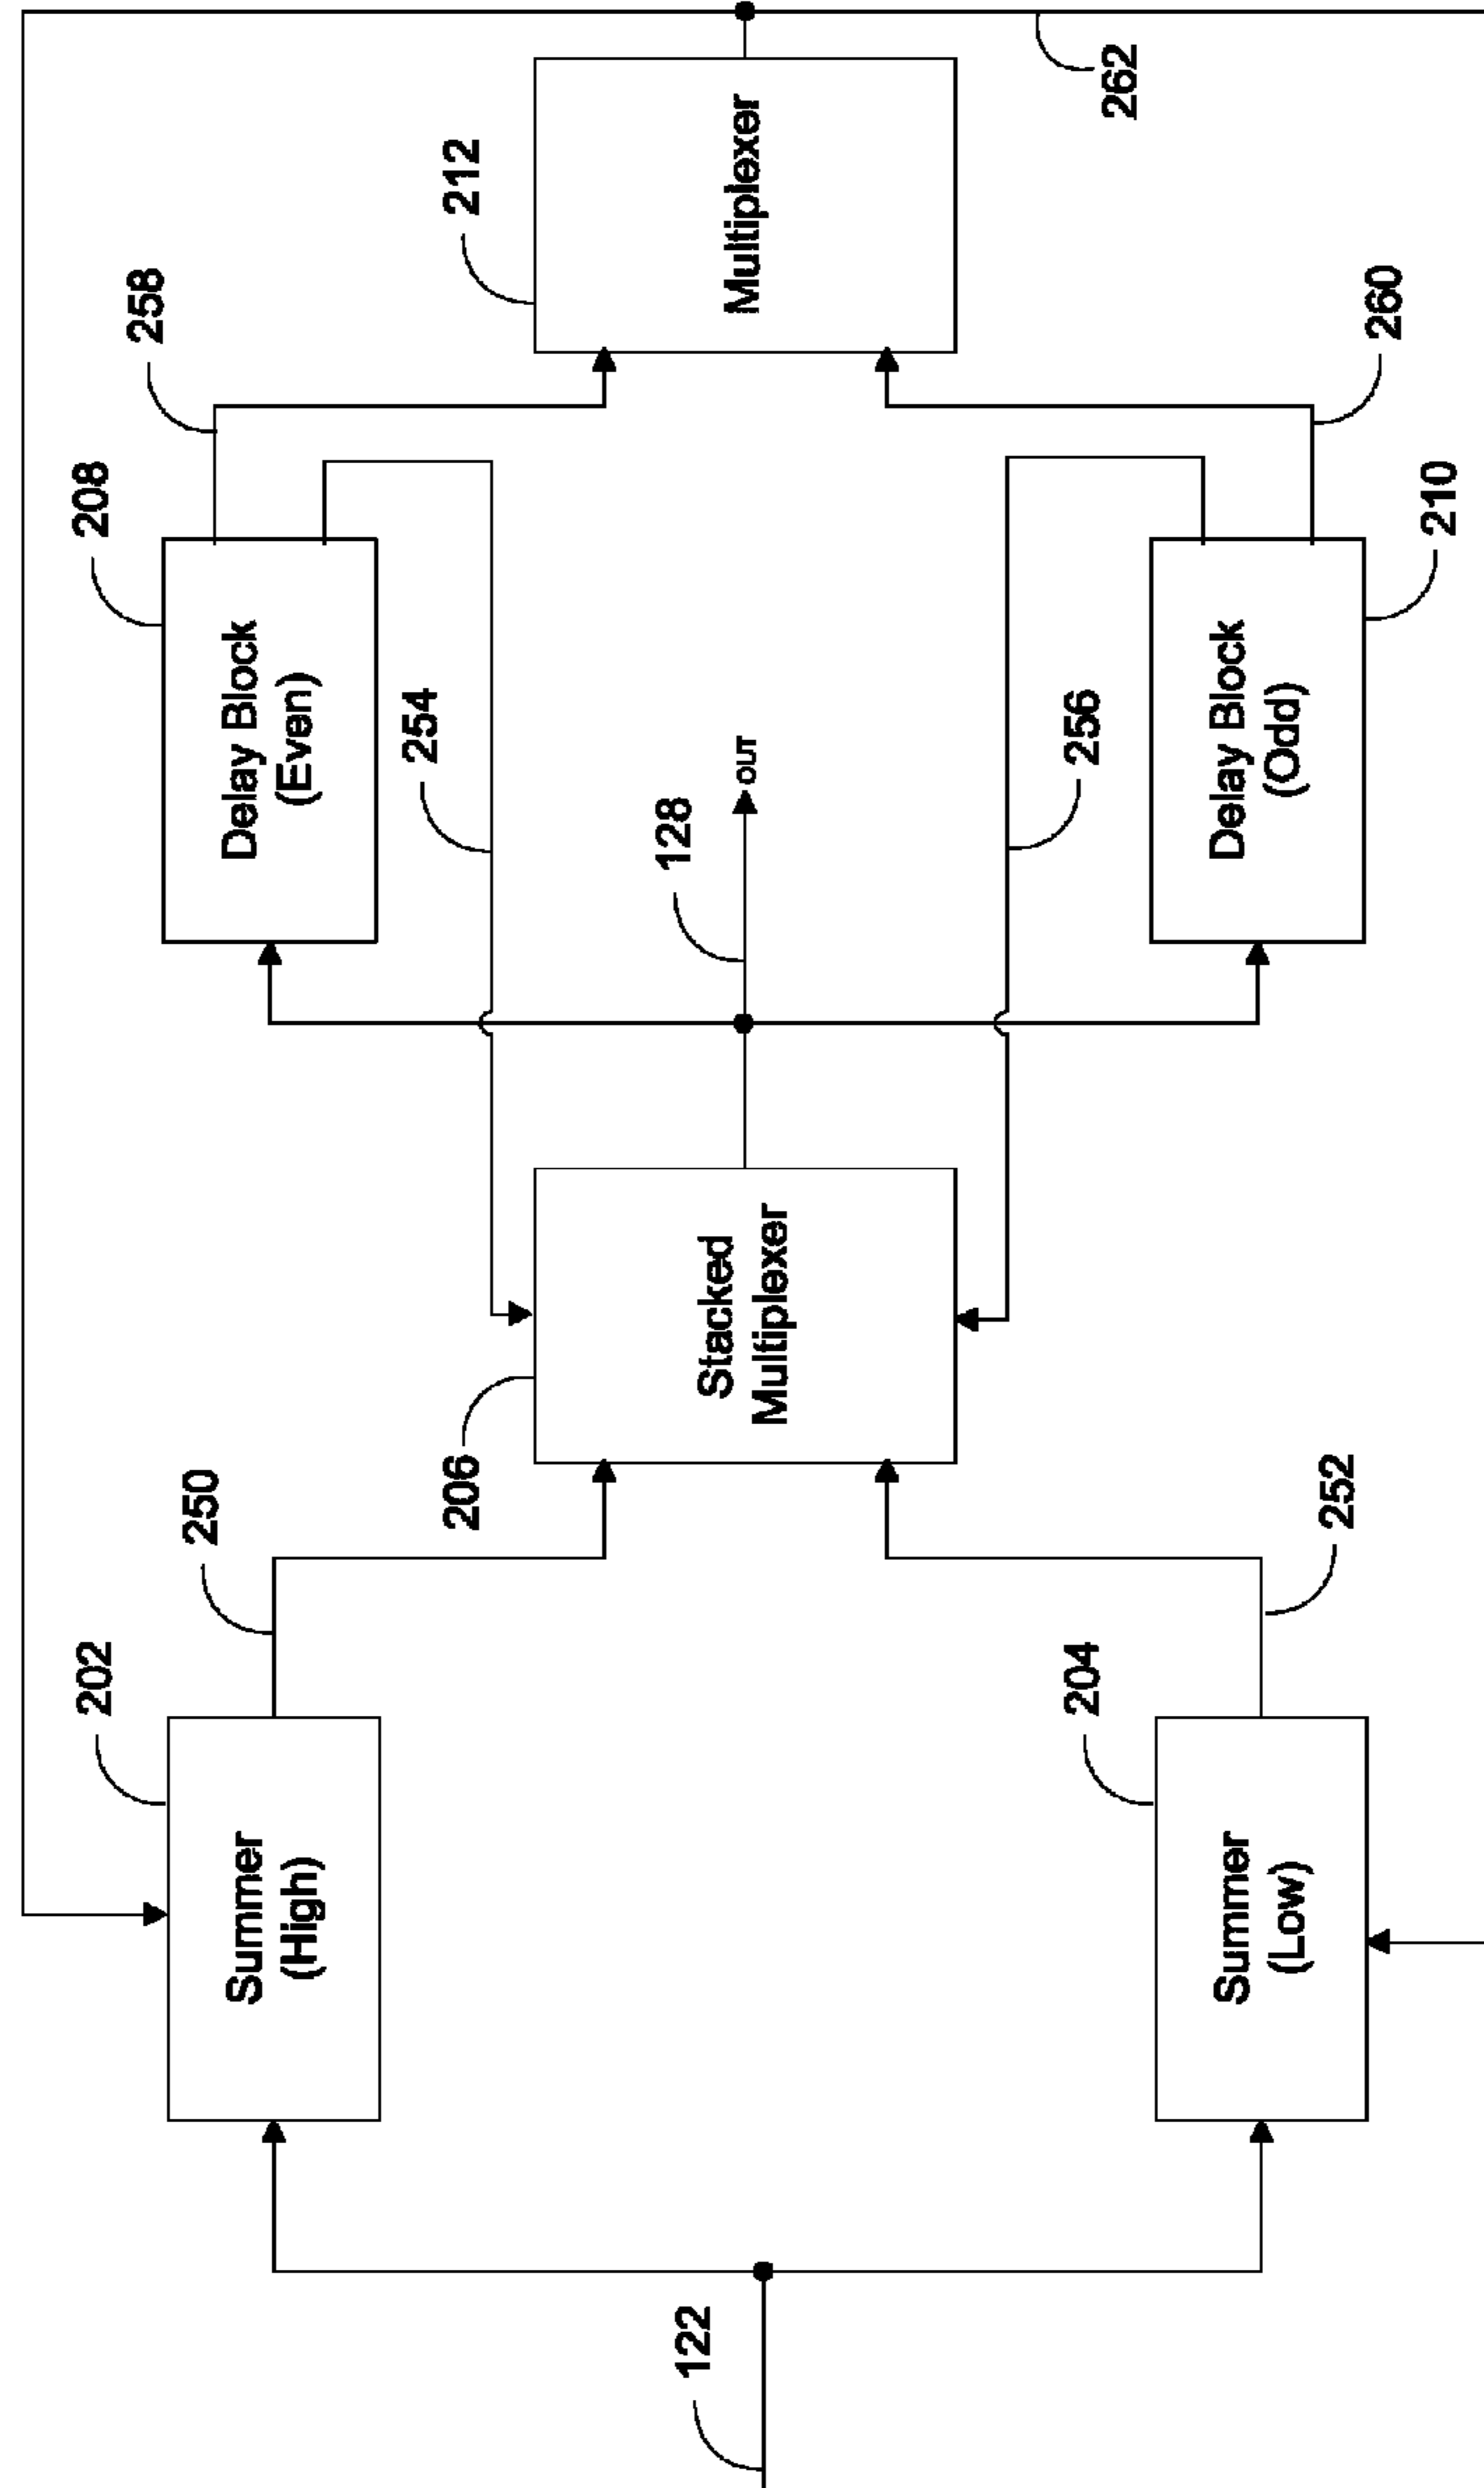 122
202
Summer
(High)
250
204
Summer
(Low)
252
206
Stacked
Multiplexer
128
OUT
254
256
208
Delay Block
(Even)
258
210
Delay Block
(Odd)
260
212
Multiplexer
262